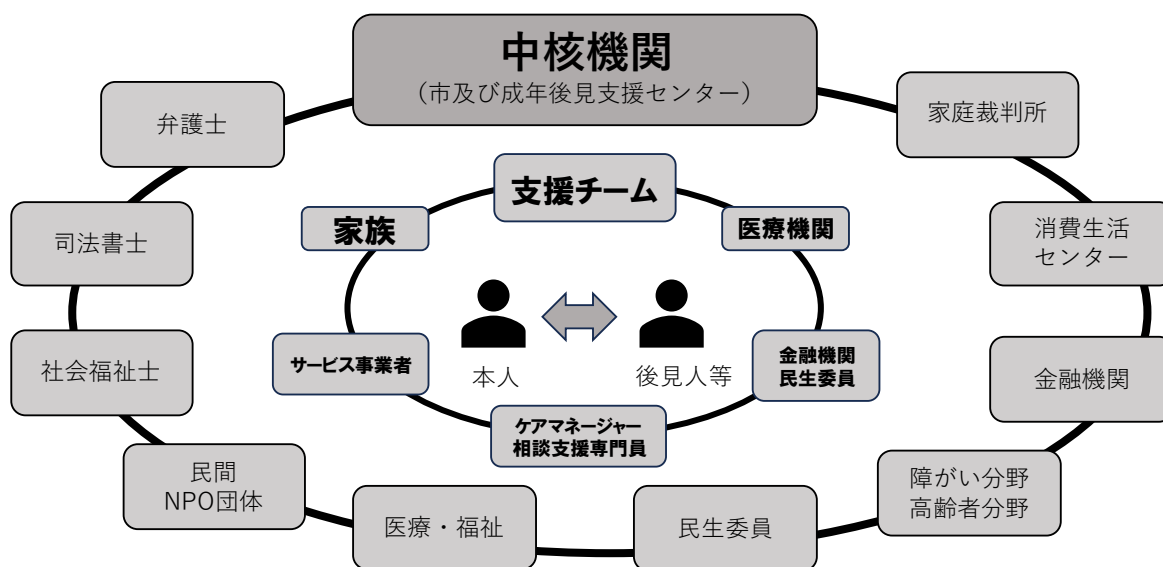 中核機関
（市及び成年後見支援センター）
弁護士
家庭裁判所
司法書士
消費生活
センター
社会福祉士
金融機関
民間
NPO団体
障がい分野
高齢者分野
医療・福祉
民生委員
支援チーム
家族
医療機関
サービス事業者
金融機関
民生委員
ケアマネージャー
相談支援専門員
本人
後見人等